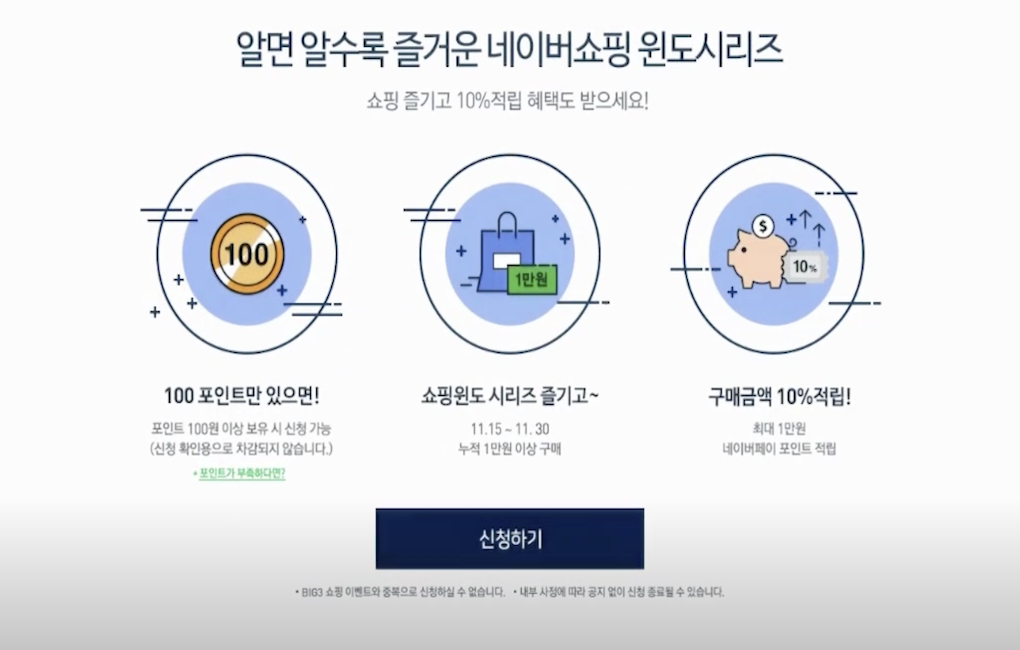 알면 알수록 즐거운 네이버쇼핑 윈도시리즈
쇼핑 즐기고 10%적립 혜택도 받으세요!
100
1만원
$
10%
100 포인트만 있으면!
포인트 100원 이상 보유 시 신청 가능
(신청 확인용으로 차감되지 않습니다.)
+ 포인트가 부족하다면?
쇼핑윈도 시리즈 즐기고~
11.15 ~ 11. 30
누적 1만원 이상 구매
구매금액 10%적립!
최대 1만원
네이버페이 포인트 적립
신청하기
• BIG3 쇼핑 이벤트와 중복으로 신청하실 수 없습니다. • 내부 사정에 따라 공지 없이 신청 종료될 수 있습니다.